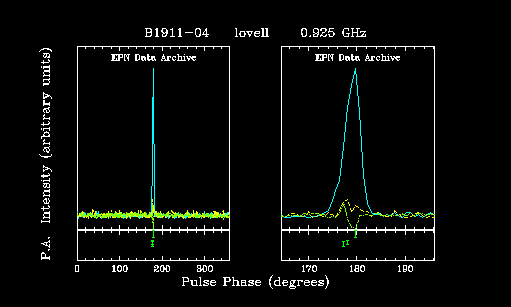 B1911-04 lovell 0.925 GHz
EPN Data Archive EPN Data Archive
P.A. Intensity (arbitrary units)
0 100 200 300 170 180 190
Pulse Phase (degrees)